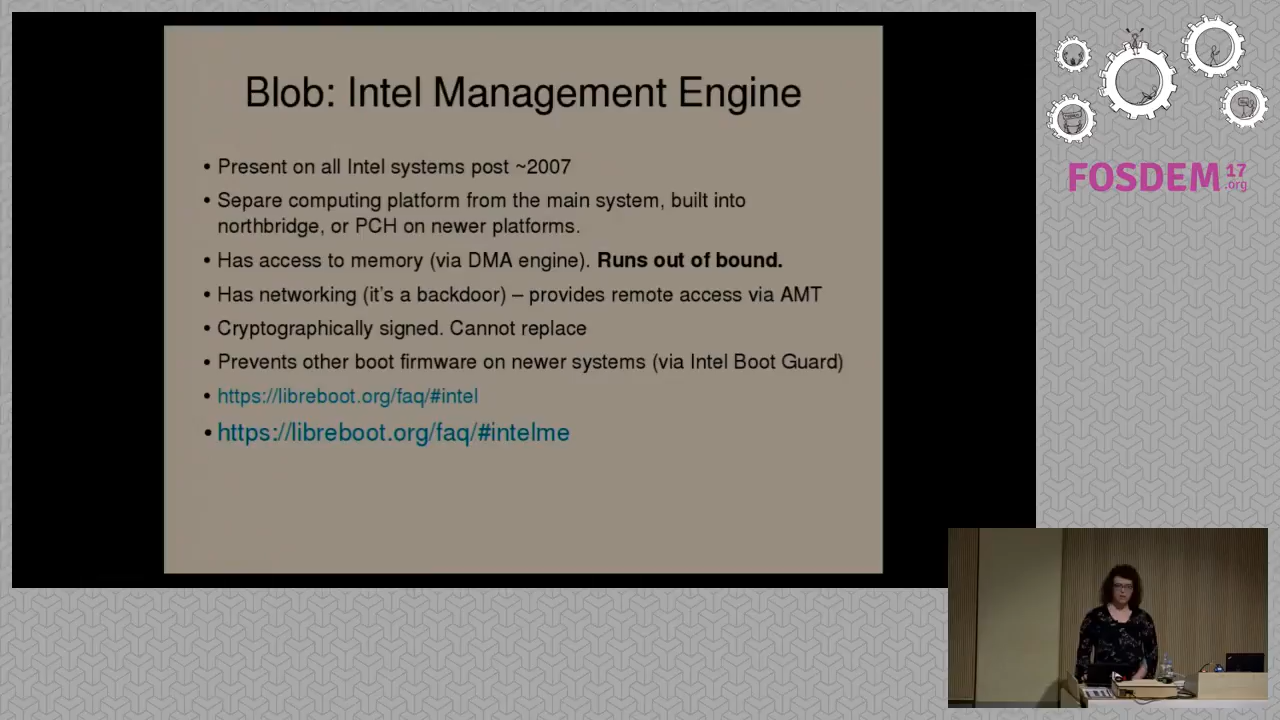 Blob: Intel Management Engine
• Present on all Intel systems post ~2007
• Separe computing platform from the main system, built into
northbridge, or PCH on newer platforms.
• Has access to memory (via DMA engine). Runs out of bound.
• Has networking (it's a backdoor) – provides remote access via AMT
• Cryptographically signed. Cannot replace
• Prevents other boot firmware on newer systems (via Intel Boot Guard)
• https://libreboot.org/faq/#intel
• https://libreboot.org/faq/#intelme
FOSDEM 17
.org